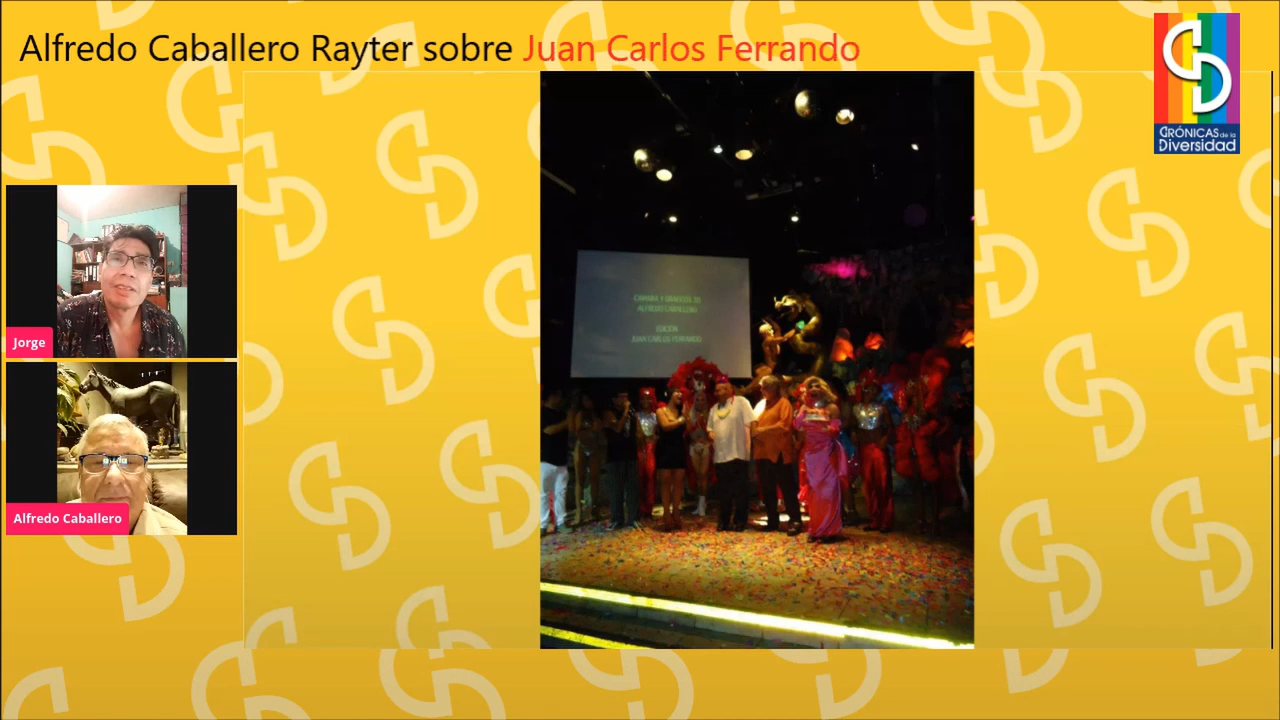 Alfredo Caballero Rayter sobre Juan Carlos Ferrando
CRÓNICAS de la
Diversidad
Jorge
Alfredo Caballero
CAMARA Y GRAFICOS DE
ALFREDO CABALLERO
EDICION
JUAN CARLOS FERRANDO